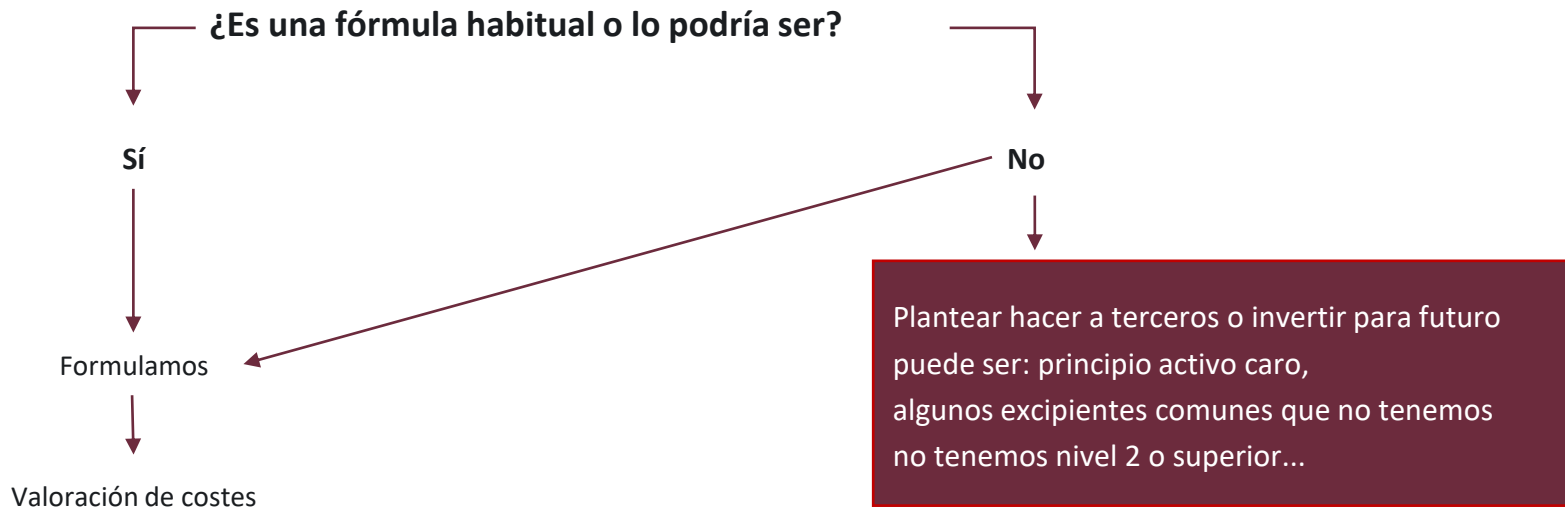 ¿Es una fórmula habitual o lo podría ser?
Sí
No
Formulamos
Plantear hacer a terceros o invertir para futuro
puede ser: principio activo caro,
algunos excipientes comunes que no tenemos
no tenemos nivel 2 o superior...
Valoración de costes